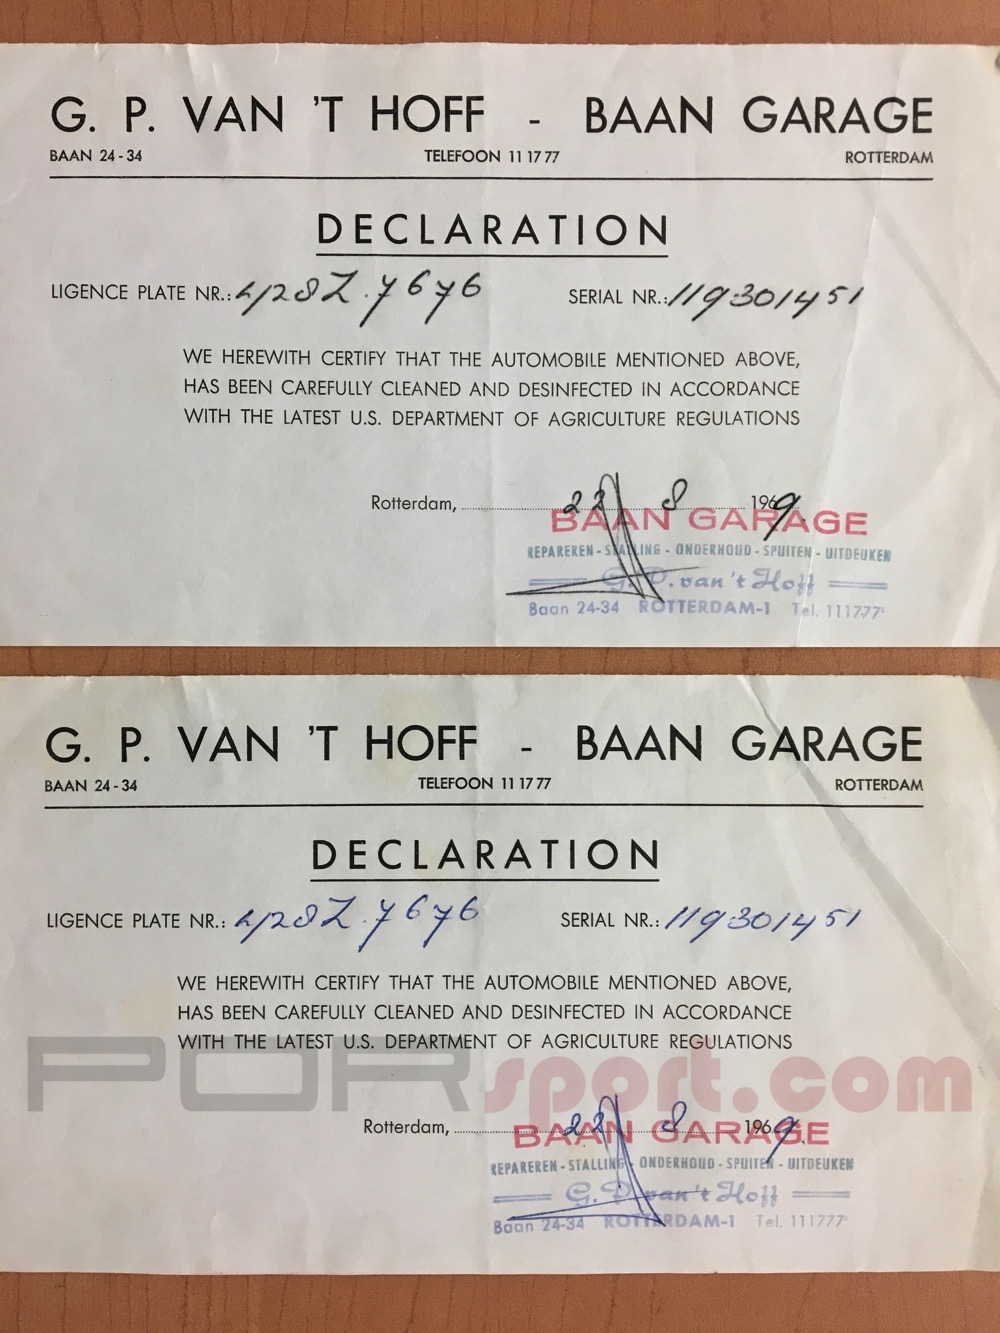 G. P. VAN 'T HOFF - BAAN GARAGE
BAAN 24-34 TELEFOON 11 17 77 ROTTERDAM
DECLARATION
LIGENCE PLATE NR.: 428Z.7676 SERIAL NR.: 119301451
WE HEREWITH CERTIFY THAT THE AUTOMOBILE MENTIONED ABOVE,
HAS BEEN CAREFULLY CLEANED AND DESINFECTED IN ACCORDANCE
WITH THE LATEST U.S. DEPARTMENT OF AGRICULTURE REGULATIONS
Rotterdam, 22 8 1969.
BAAN GARAGE
REPAREREN - STALLING - ONDERHOUD - SPUITEN - UITDEUKEN
G. P. van 't Hoff
Baan 24-34 ROTTERDAM-1 Tel. 111777
G. P. VAN 'T HOFF - BAAN GARAGE
BAAN 24-34 TELEFOON 11 17 77 ROTTERDAM
DECLARATION
LIGENCE PLATE NR.: 428Z.7676 SERIAL NR.: 119301451
WE HEREWITH CERTIFY THAT THE AUTOMOBILE MENTIONED ABOVE,
HAS BEEN CAREFULLY CLEANED AND DESINFECTED IN ACCORDANCE
WITH THE LATEST U.S. DEPARTMENT OF AGRICULTURE REGULATIONS
PORsport.com
Rotterdam, 22 8 1969.
BAAN GARAGE
REPAREREN - STALLING - ONDERHOUD - SPUITEN - UITDEUKEN
G. P. van 't Hoff
Baan 24-34 ROTTERDAM-1 Tel. 111777